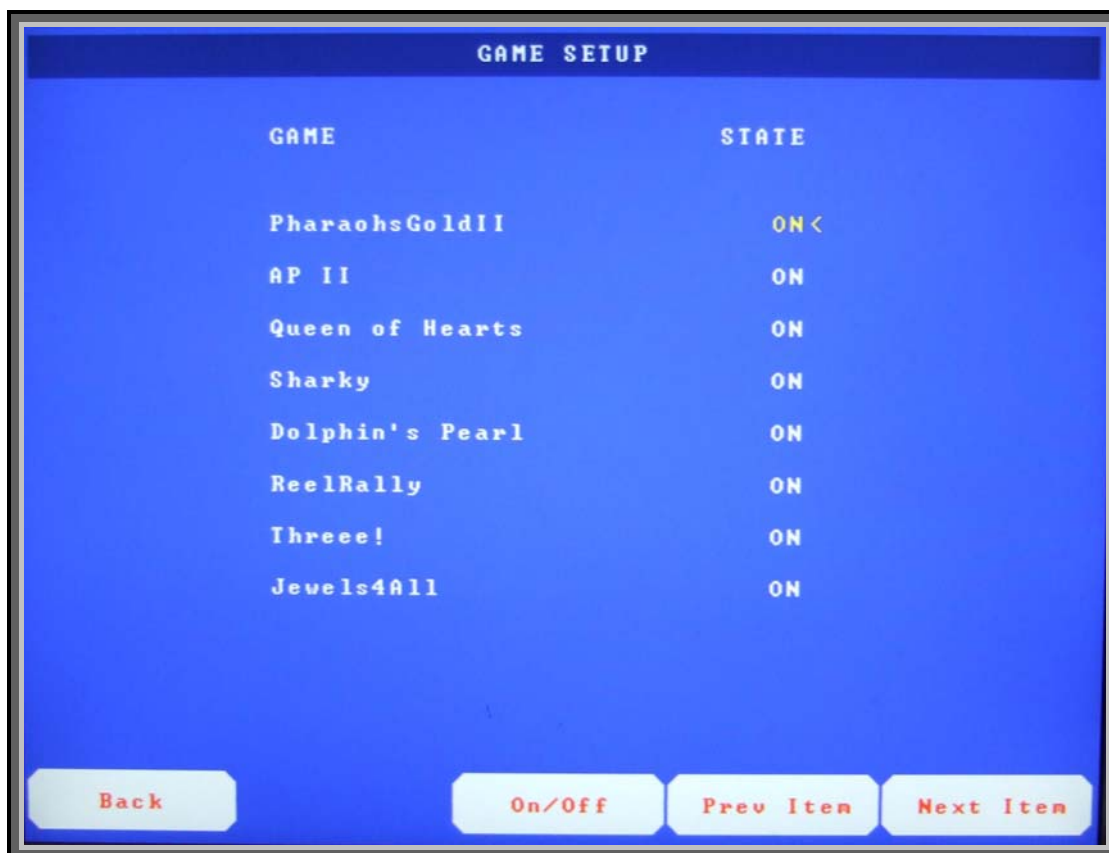 GAME SETUP
GAME STATE
PharaohsGoldII ON<
AP II ON
Queen of Hearts ON
Sharky ON
Dolphin's Pearl ON
ReelRally ON
Threee! ON
Jewels4All ON
Back On/Off Prev Item Next Item